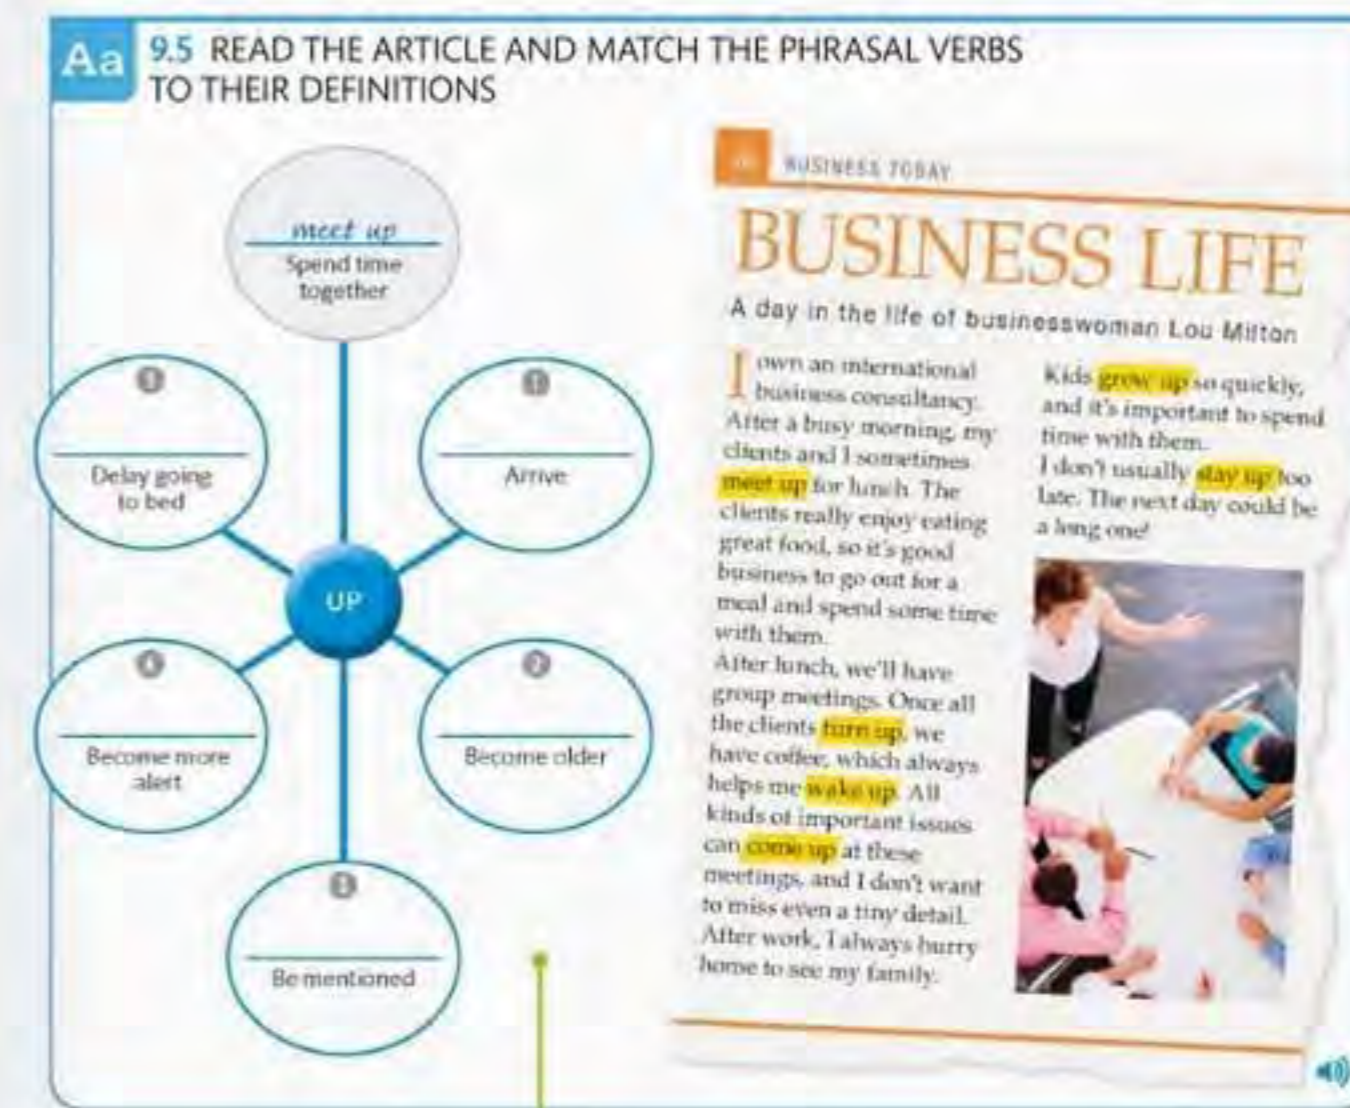 Aa
9.5 READ THE ARTICLE AND MATCH THE PHRASAL VERBS
TO THEIR DEFINITIONS
meet up
Spend time
together
1
Arrive
2
Become older
3
Be mentioned
4
Become more
alert
5
Delay going
to bed
UP
BUSINESS TODAY
BUSINESS LIFE
A day in the life of businesswoman Lou Milton
I own an international
business consultancy.
After a busy morning, my
clients and I sometimes
meet up for lunch. The
clients really enjoy eating
great food, so it's good
business to go out for a
meal and spend some time
with them.
After lunch, we'll have
group meetings. Once all
the clients turn up, we
have coffee, which always
helps me wake up. All
kinds of important issues
can come up at these
meetings, and I don't want
to miss even a tiny detail.
After work, I always hurry
home to see my family.
Kids grow up so quickly,
and it's important to spend
time with them.
I don't usually stay up too
late. The next day could be
a long one!